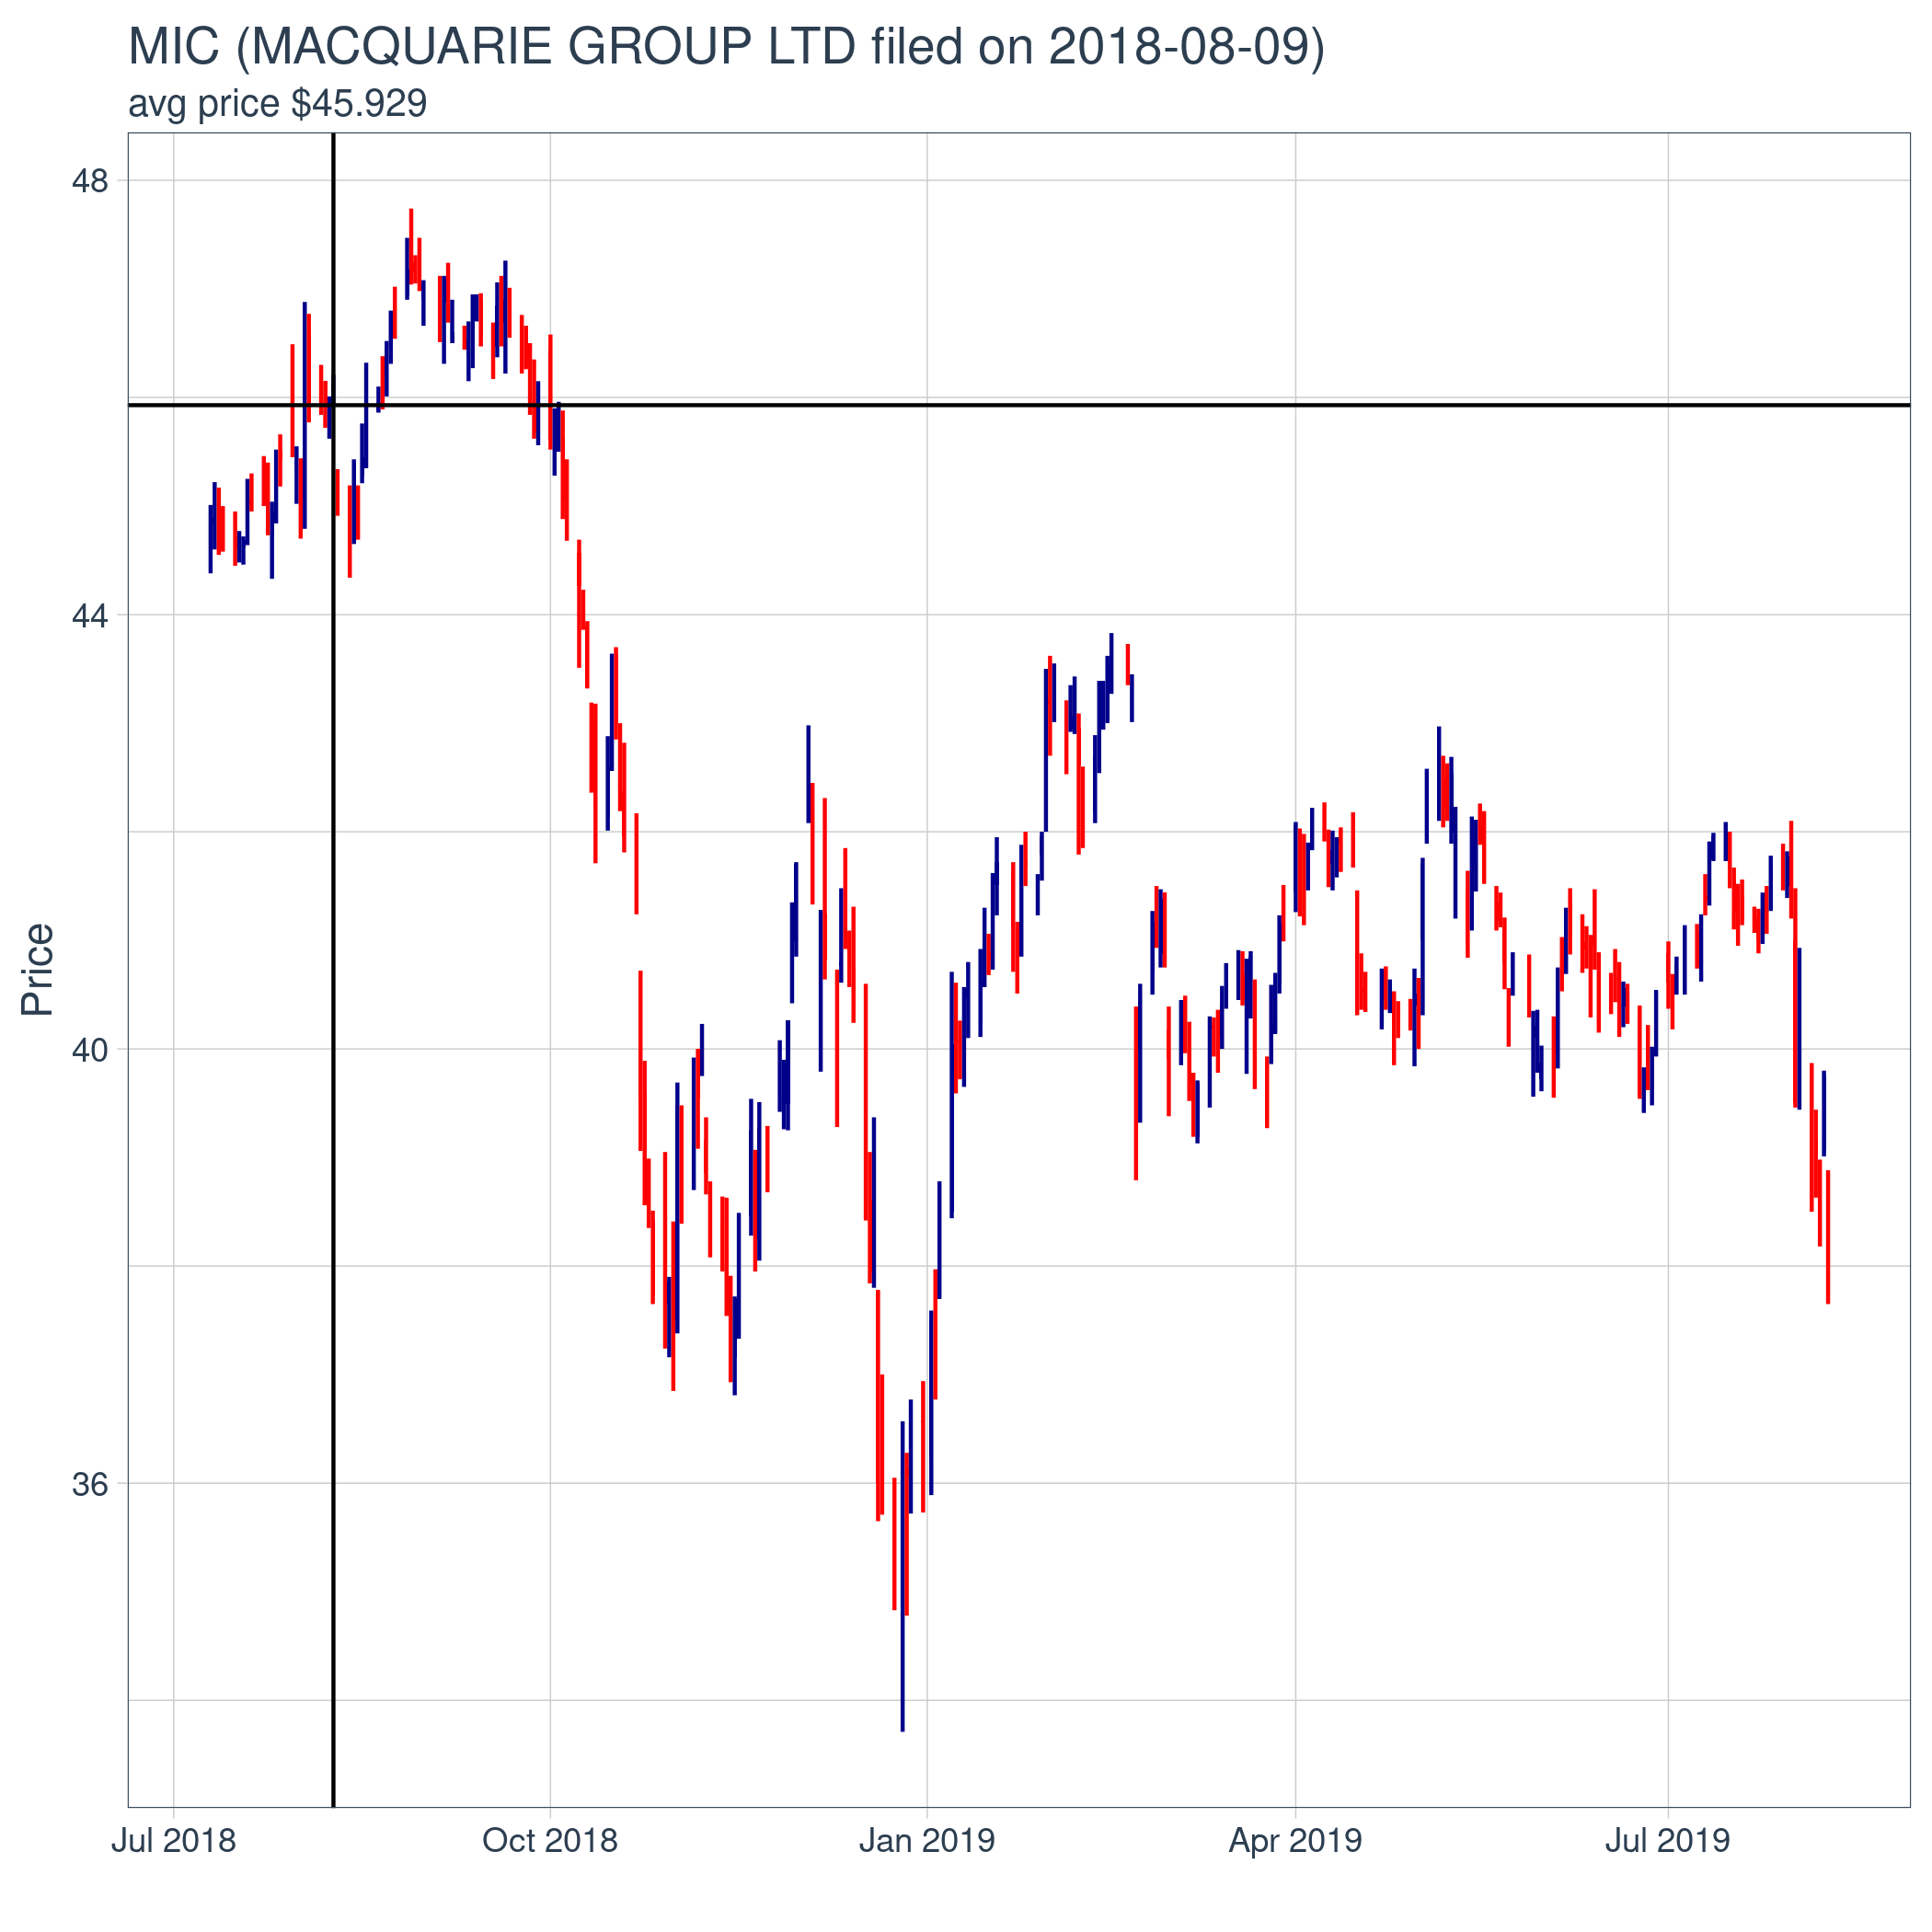 MIC (MACQUARIE GROUP LTD filed on 2018-08-09)
avg price $45.929
48
44
40
36
Price
Jul 2018
Oct 2018
Jan 2019
Apr 2019
Jul 2019